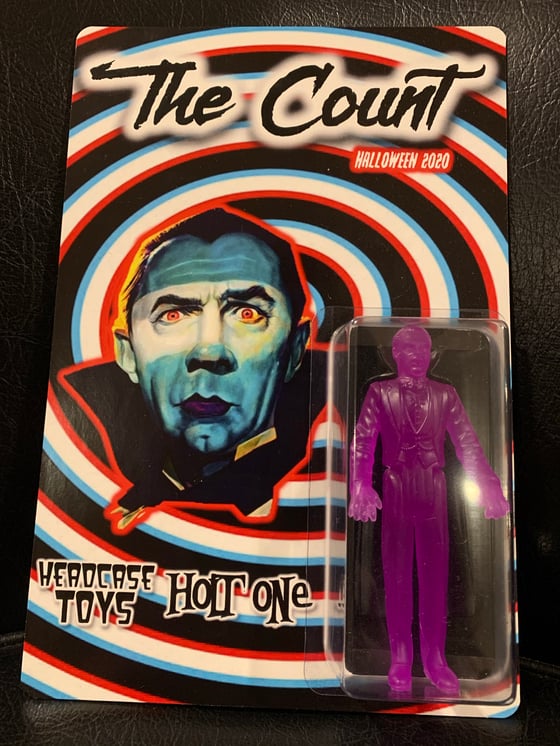 The Count
HALLOWEEN 2020
HEADCASE
TOYS
HOLT ONe